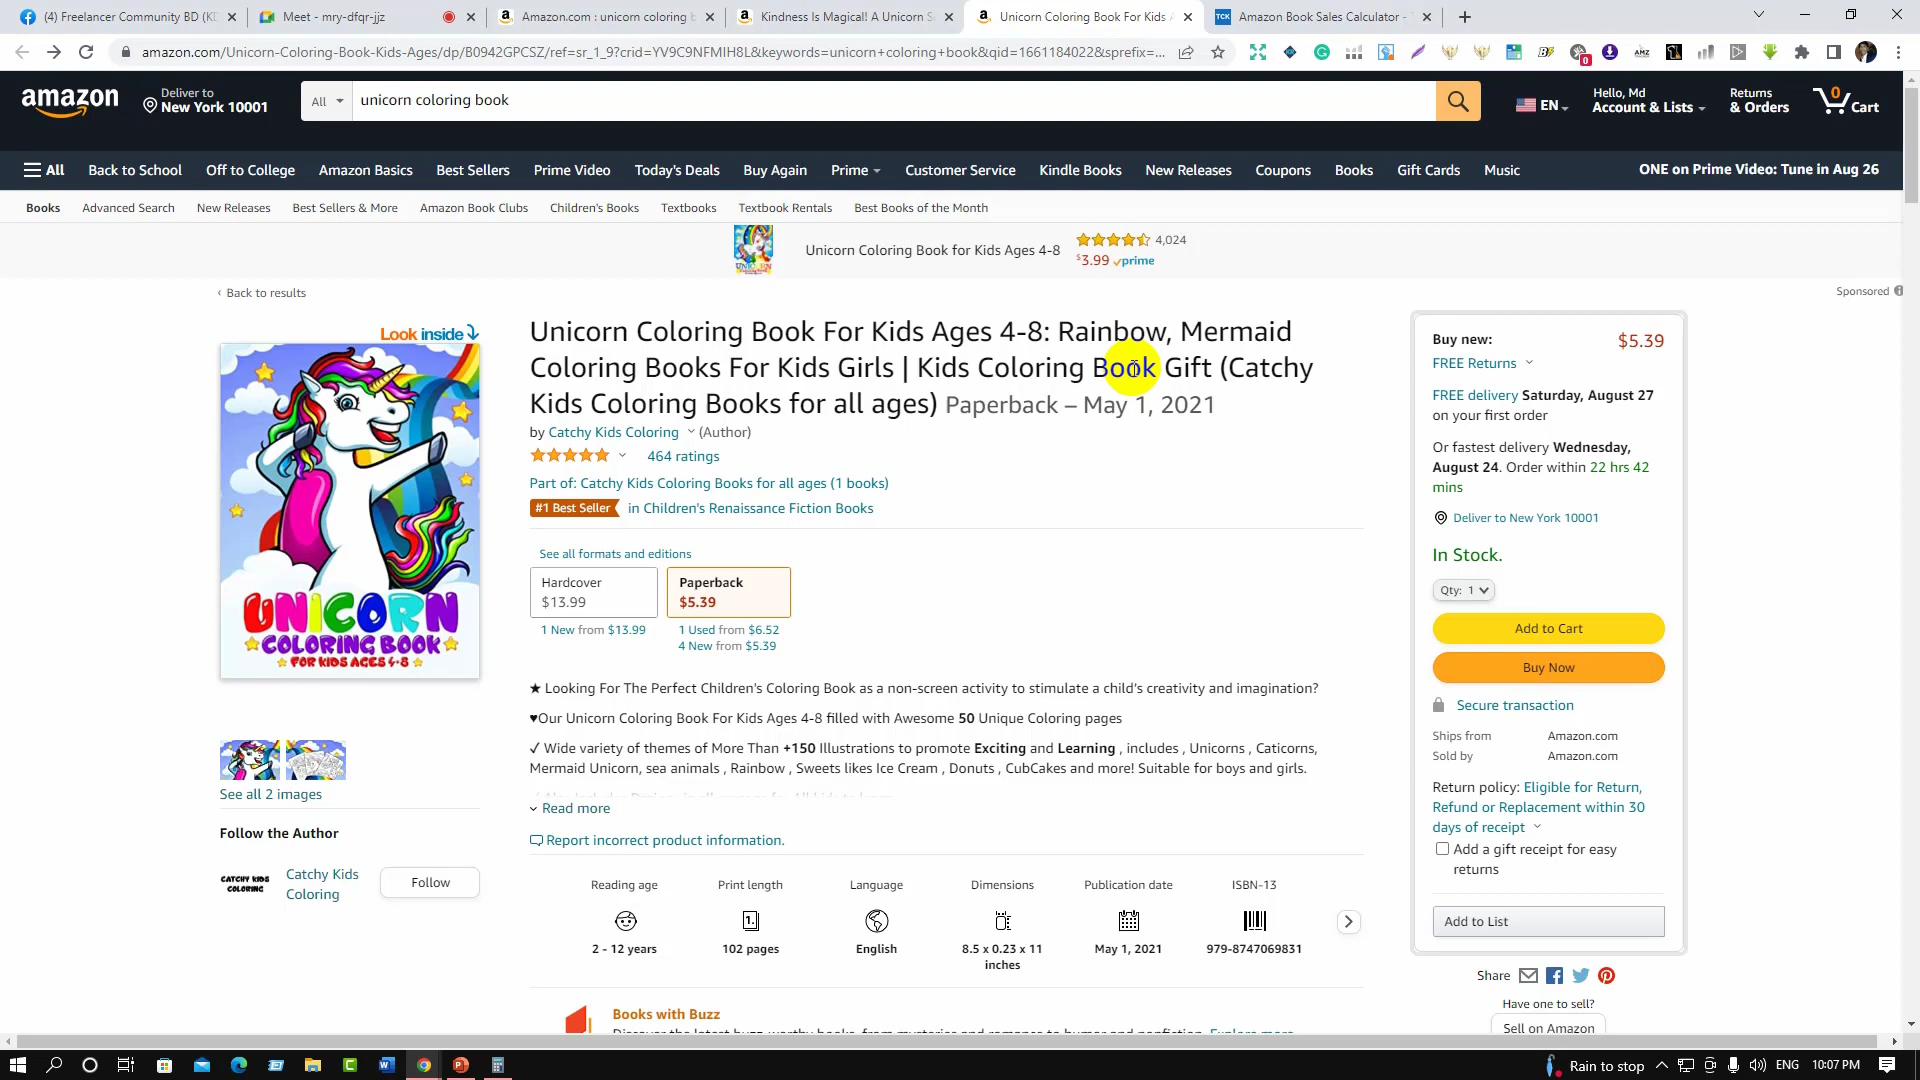 (4) Freelancer Community BD (KD
Meet - mry-dfqr-jjz
Amazon.com : unicorn coloring b
Kindness Is Magical! A Unicorn S
Unicorn Coloring Book For Kids A
TCK
Amazon Book Sales Calculator - T
amazon.com/Unicorn-Coloring-Book-Kids-Ages/dp/B0942GPCSZ/ref=sr_1_9?crid=YV9C9NFMIH8L&keywords=unicorn+coloring+book&qid=1661184022&sprefix=...
amazon
Deliver to
New York 10001
All
unicorn coloring book
EN
Hello, Md
Account & Lists
Returns
& Orders
0
Cart
All
Back to School
Off to College
Amazon Basics
Best Sellers
Prime Video
Today's Deals
Buy Again
Prime
Customer Service
Kindle Books
New Releases
Coupons
Books
Gift Cards
Music
ONE on Prime Video: Tune in Aug 26
Books
Advanced Search
New Releases
Best Sellers & More
Amazon Book Clubs
Children's Books
Textbooks
Textbook Rentals
Best Books of the Month
Unicorn Coloring Book for Kids Ages 4-8
4,024
$3.99 prime
‹ Back to results
Sponsored
Look inside
UNICORN
COLORING BOOK
FOR KIDS AGES 4-8
See all 2 images
Follow the Author
CATCHY KIDS
COLORING
Catchy Kids
Coloring
Follow
Unicorn Coloring Book For Kids Ages 4-8: Rainbow, Mermaid
Coloring Books For Kids Girls | Kids Coloring Book Gift (Catchy
Kids Coloring Books for all ages) Paperback – May 1, 2021
by Catchy Kids Coloring (Author)
464 ratings
Part of: Catchy Kids Coloring Books for all ages (1 books)
#1 Best Seller in Children's Renaissance Fiction Books
See all formats and editions
Hardcover
$13.99
1 New from $13.99
Paperback
$5.39
1 Used from $6.52
4 New from $5.39
★ Looking For The Perfect Children's Coloring Book as a non-screen activity to stimulate a child's creativity and imagination?
♥Our Unicorn Coloring Book For Kids Ages 4-8 filled with Awesome 50 Unique Coloring pages
✓ Wide variety of themes of More Than +150 Illustrations to promote Exciting and Learning , includes , Unicorns , Caticorns,
Mermaid Unicorn, sea animals , Rainbow , Sweets likes Ice Cream , Donuts , CubCakes and more! Suitable for boys and girls.
Read more
Report incorrect product information.
Reading age
2 - 12 years
Print length
102 pages
Language
English
Dimensions
8.5 x 0.23 x 11
inches
Publication date
May 1, 2021
ISBN-13
979-8747069831
Books with Buzz
Buy new:
$5.39
FREE Returns
FREE delivery Saturday, August 27
on your first order
Or fastest delivery Wednesday,
August 24. Order within 22 hrs 42
mins
Deliver to New York 10001
In Stock.
Qty: 1
Add to Cart
Buy Now
Secure transaction
Ships from Amazon.com
Sold by Amazon.com
Return policy: Eligible for Return,
Refund or Replacement within 30
days of receipt
Add a gift receipt for easy
returns
Add to List
Share
Have one to sell?
Sell on Amazon
Rain to stop
ENG
10:07 PM